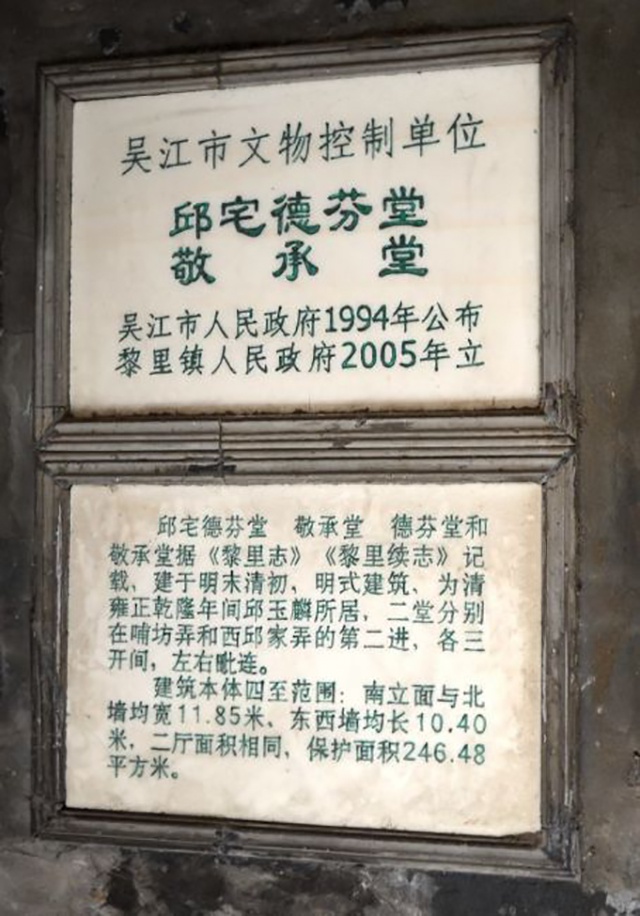 吴江市文物控制单位
邱宅德芬堂
敬承堂
吴江市人民政府1994年公布
黎里镇人民政府2005年立
邱宅德芬堂 敬承堂 德芬堂和
敬承堂据《黎里志》《黎里续志》记
载，建于明末清初，明式建筑，为清
雍正乾隆年间邱玉麟所居，二堂分别
在哺坊弄和西邱家弄的第二进，各三
开间，左右毗连。
建筑本体四至范围：南立面与北
墙均宽11.85米、东西墙均长10.40
米，二厅面积相同，保护面积246.48
平方米。